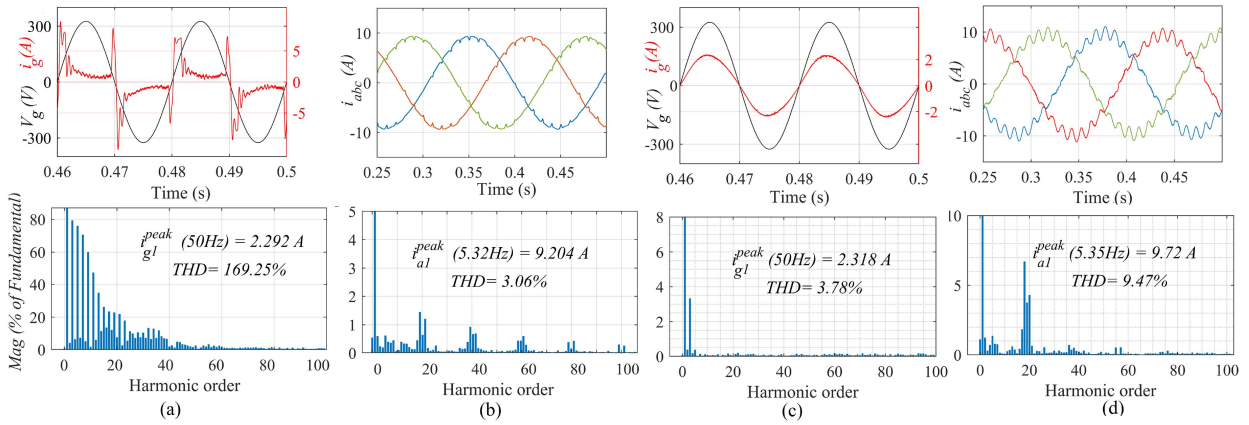 300
0
-300
V_g (V)
i_g(A)
5
0
-5
0.46
0.47
0.48
0.49
0.5
Time (s)
10
0
-10
i_abc (A)
0.25
0.3
0.35
0.4
0.45
Time (s)
300
0
-300
V_g (V)
i_g(A)
2
0
-2
0.46
0.47
0.48
0.49
0.5
Time (s)
10
0
-10
i_abc (A)
0.25
0.3
0.35
0.4
0.45
Time (s)
Mag (% of Fundamental)
80
60
40
20
0
i_g1^peak (50Hz) = 2.292 A
THD= 169.25%
0 20 40 60 80 100
Harmonic order
(a)
5
4
3
2
1
0
i_a1^peak (5.32Hz) = 9.204 A
THD= 3.06%
0 20 40 60 80 100
Harmonic order
(b)
8
6
4
2
0
i_g1^peak (50Hz) = 2.318 A
THD= 3.78%
0 20 40 60 80 100
Harmonic order
(c)
10
5
0
i_a1^peak (5.35Hz) = 9.72 A
THD= 9.47%
0 20 40 60 80 100
Harmonic order
(d)